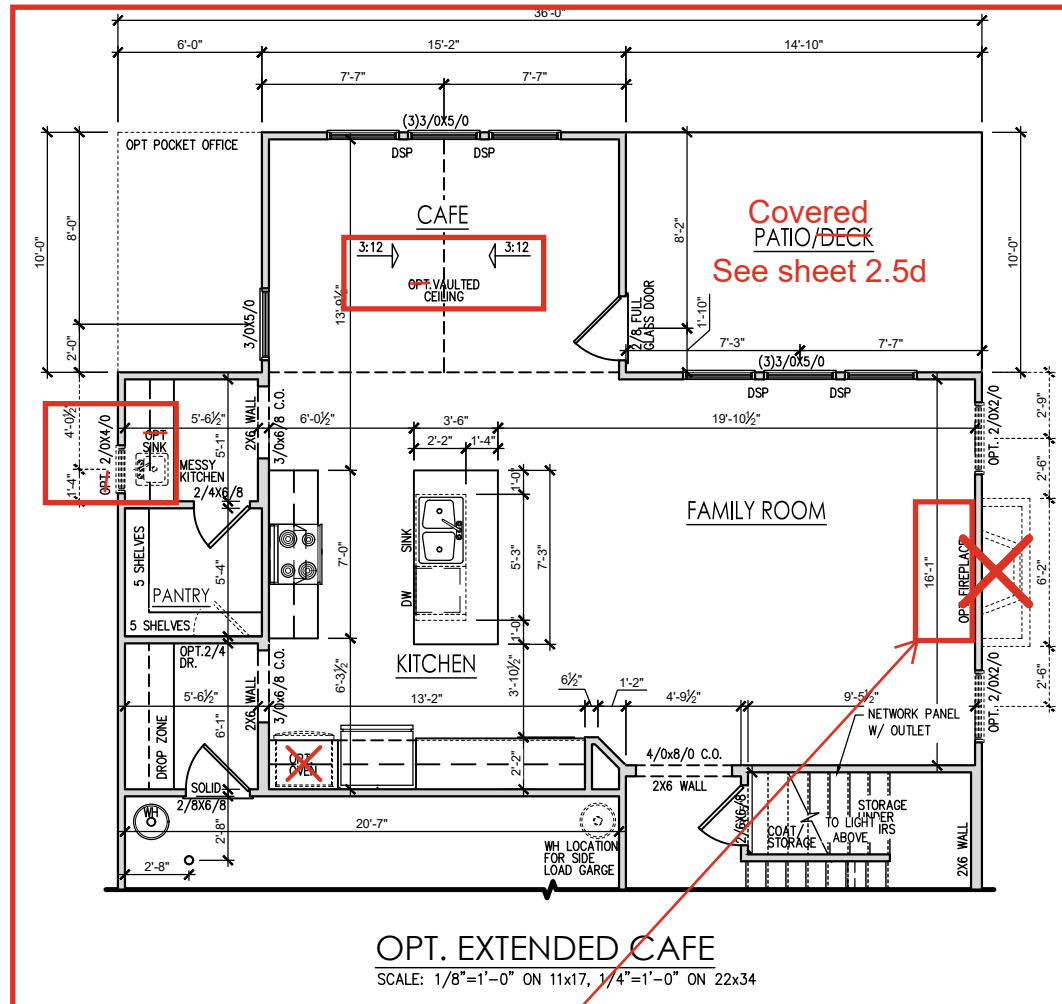 36'-0"
6'-0"
15'-2"
14'-10"
7'-7"
7'-7"
(3)3/0X5/0
DSP
DSP
OPT POCKET OFFICE
10'-0"
8'-0"
2'-0"
CAFE
3:12
3:12
OPT.VAULTED
CEILING
13'-9½"
3/0X5/0
Covered
PATIO/DECK
See sheet 2.5d
8'-2"
10'-0"
1'-10"
2/8 FULL
GLASS DOOR
7'-3"
7'-7"
(3)3/0X5/0
DSP
DSP
4'-0½"
1'-4"
OPT. 2/0X4/0
5'-6½"
OPT
SINK
5'-1"
2X6 WALL
3/0x6/8 C.O.
MESSY
KITCHEN
2/4X6/8
6'-0½"
3'-6"
2'-2"
1'-4"
19'-10½"
OPT. 2/0X2/0
2'-9"
2'-6"
5 SHELVES
PANTRY
5 SHELVES
5'-4"
7'-0"
SINK
DW
1'-0"
5'-3"
7'-3"
1'-0"
FAMILY ROOM
16'-1"
OPT FIREPLACE
6'-2"
2'-6"
OPT. 2/0X2/0
OPT.2/4
DR.
5'-6½"
DROP ZONE
6'-1"
2X6 WALL
3/0x6/8 C.O.
6'-3½"
KITCHEN
13'-2"
3'-10½"
6½"
1'-2"
4'-9½"
9'-5½"
NETWORK PANEL
W/ OUTLET
OPT.
OVEN
2'-2"
4/0x8/0 C.O.
2X6 WALL
SOLID
2/8X6/8
WH
2'-8"
2'-8"
20'-7"
WH LOCATION
FOR SIDE
LOAD GARGE
2/6X6/8
COAT/
STORAGE
TO LIGHT
ABOVE
STORAGE
UNDER
IRS
2X6 WALL
OPT. EXTENDED CAFE
SCALE: 1/8"=1'-0" ON 11x17, 1/4"=1'-0" ON 22x34